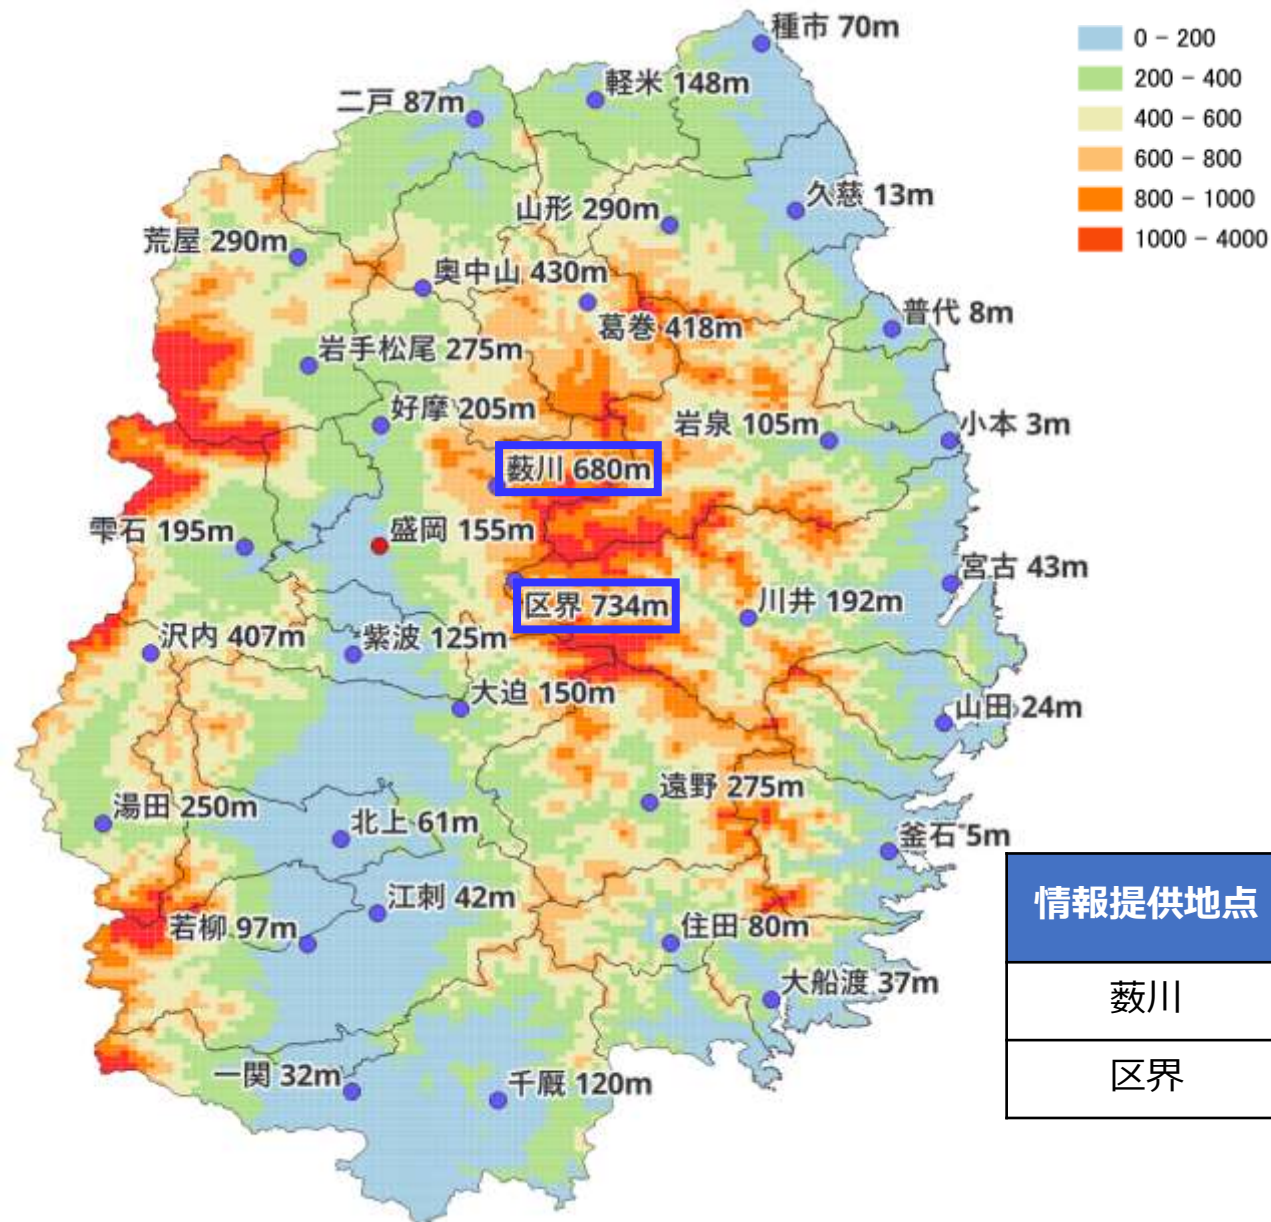 種市 70m
0 - 200
軽米 148m
200 - 400
二戸 87m
400 - 600
600 - 800
800 - 1000
1000 - 4000
久慈 13m
山形 290m
荒屋 290m
奥中山 430m
普代 8m
葛巻 418m
岩手松尾 275m
好摩 205m
岩泉 105m
小本 3m
薮川 680m
雫石 195m
盛岡 155m
宮古 43m
区界 734m
川井 192m
沢内 407m
紫波 125m
大迫 150m
山田 24m
遠野 275m
湯田 250m
北上 61m
釜石 5m
情報提供地点
江刺 42m
若柳 97m
住田 80m
大船渡 37m
薮川
区界
一関 32m
千厩 120m